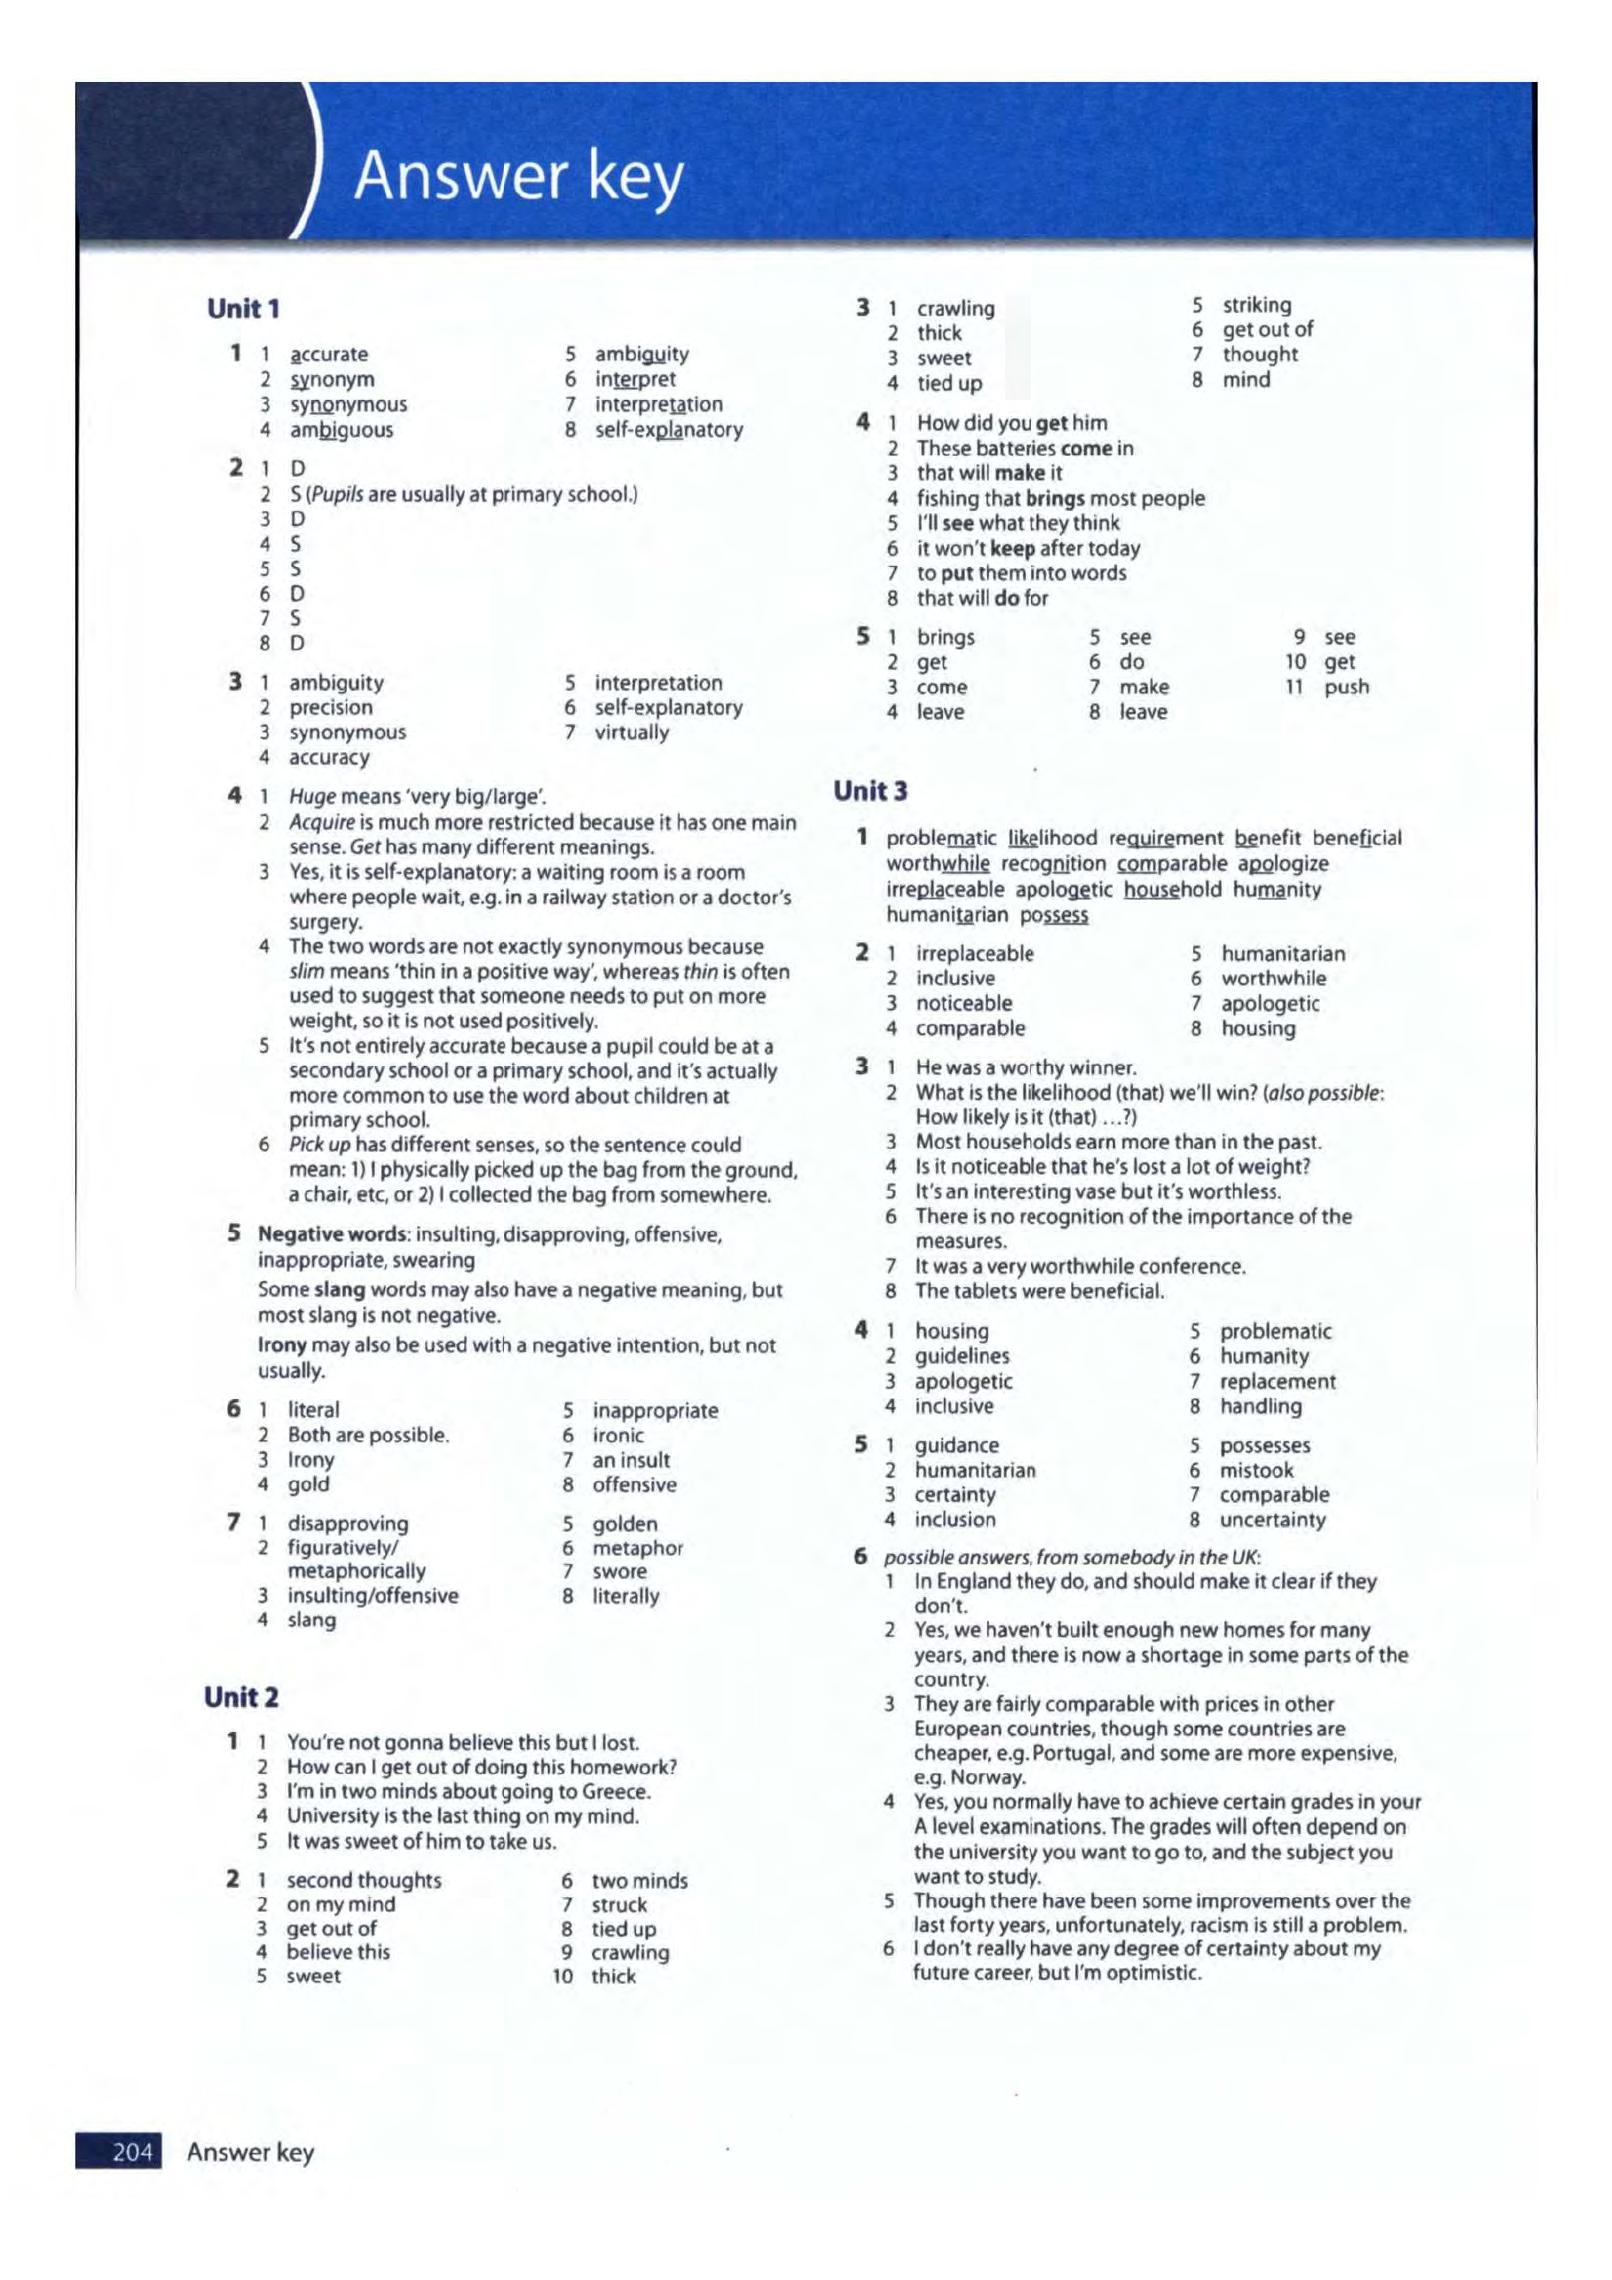 Answer key
Unit 1
1 1 accurate 5 ambiguity
2 synonym 6 interpret
3 synonymous 7 interpretation
4 ambiguous 8 self-explanatory
2 1 D
2 S (Pupils are usually at primary school.)
3 D
4 S
5 S
6 D
7 S
8 D
3 1 ambiguity 5 interpretation
2 precision 6 self-explanatory
3 synonymous 7 virtually
4 accuracy
4 1 Huge means 'very big/large'.
2 Acquire is much more restricted because it has one main
sense. Get has many different meanings.
3 Yes, it is self-explanatory: a waiting room is a room
where people wait, e.g. in a railway station or a doctor's
surgery.
4 The two words are not exactly synonymous because
slim means 'thin in a positive way', whereas thin is often
used to suggest that someone needs to put on more
weight, so it is not used positively.
5 It's not entirely accurate because a pupil could be at a
secondary school or a primary school, and it's actually
more common to use the word about children at
primary school.
6 Pick up has different senses, so the sentence could
mean: 1) I physically picked up the bag from the ground,
a chair, etc, or 2) I collected the bag from somewhere.
5 Negative words: insulting, disapproving, offensive,
inappropriate, swearing
Some slang words may also have a negative meaning, but
most slang is not negative.
Irony may also be used with a negative intention, but not
usually.
6 1 literal 5 inappropriate
2 Both are possible. 6 ironic
3 Irony 7 an insult
4 gold 8 offensive
7 1 disapproving 5 golden
2 figuratively/ 6 metaphor
metaphorically 7 swore
3 insulting/offensive 8 literally
4 slang
Unit 2
1 1 You're not gonna believe this but I lost.
2 How can I get out of doing this homework?
3 I'm in two minds about going to Greece.
4 University is the last thing on my mind.
5 It was sweet of him to take us.
2 1 second thoughts 6 two minds
2 on my mind 7 struck
3 get out of 8 tied up
4 believe this 9 crawling
5 sweet 10 thick
3 1 crawling 5 striking
2 thick 6 get out of
3 sweet 7 thought
4 tied up 8 mind
4 1 How did you get him
2 These batteries come in
3 that will make it
4 fishing that brings most people
5 I'll see what they think
6 it won't keep after today
7 to put them into words
8 that will do for
5 1 brings 5 see 9 see
2 get 6 do 10 get
3 come 7 make 11 push
4 leave 8 leave
Unit 3
1 problematic likelihood requirement benefit beneficial
worthwhile recognition comparable apologize
irreplaceable apologetic household humanity
humanitarian possess
2 1 irreplaceable 5 humanitarian
2 inclusive 6 worthwhile
3 noticeable 7 apologetic
4 comparable 8 housing
3 1 He was a worthy winner.
2 What is the likelihood (that) we'll win? (also possible:
How likely is it (that) ...?)
3 Most households earn more than in the past.
4 Is it noticeable that he's lost a lot of weight?
5 It's an interesting vase but it's worthless.
6 There is no recognition of the importance of the
measures.
7 It was a very worthwhile conference.
8 The tablets were beneficial.
4 1 housing 5 problematic
2 guidelines 6 humanity
3 apologetic 7 replacement
4 inclusive 8 handling
5 1 guidance 5 possesses
2 humanitarian 6 mistook
3 certainty 7 comparable
4 inclusion 8 uncertainty
6 possible answers, from somebody in the UK:
1 In England they do, and should make it clear if they
don't.
2 Yes, we haven't built enough new homes for many
years, and there is now a shortage in some parts of the
country.
3 They are fairly comparable with prices in other
European countries, though some countries are
cheaper, e.g. Portugal, and some are more expensive,
e.g. Norway.
4 Yes, you normally have to achieve certain grades in your
A level examinations. The grades will often depend on
the university you want to go to, and the subject you
want to study.
5 Though there have been some improvements over the
last forty years, unfortunately, racism is still a problem.
6 I don't really have any degree of certainty about my
future career, but I'm optimistic.
204 Answer key